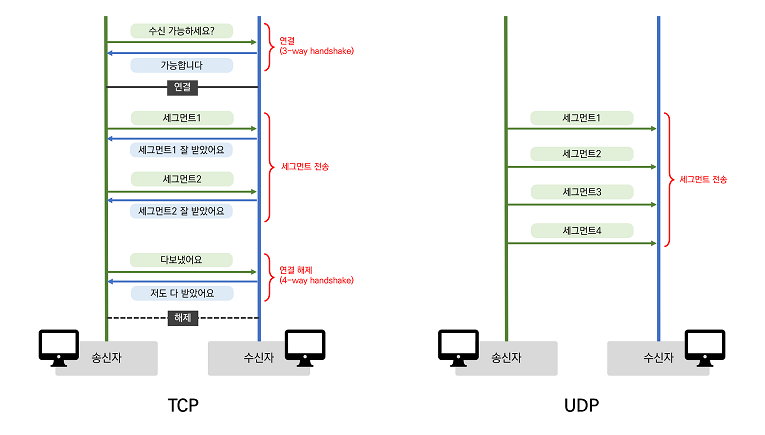 수신 가능하세요?
가능합니다
연결
(3-way handshake)
연결
세그먼트1
세그먼트1 잘 받았어요
세그먼트2
세그먼트2 잘 받았어요
세그먼트 전송
다보냈어요
저도 다 받았어요
연결 해제
(4-way handshake)
해제
송신자
수신자
TCP
세그먼트1
세그먼트2
세그먼트3
세그먼트4
세그먼트 전송
송신자
수신자
UDP